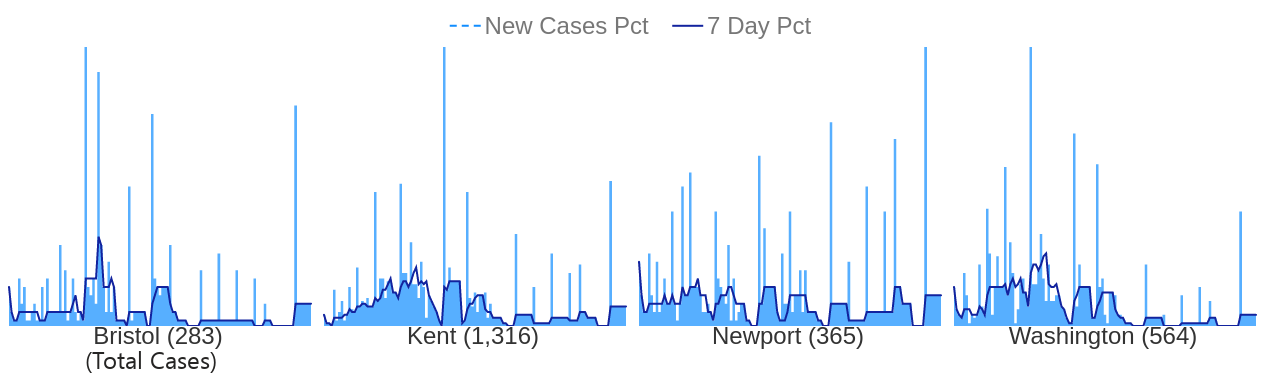 New Cases Pct 7 Day Pct
Bristol (283) Kent (1,316) Newport (365) Washington (564)
(Total Cases)